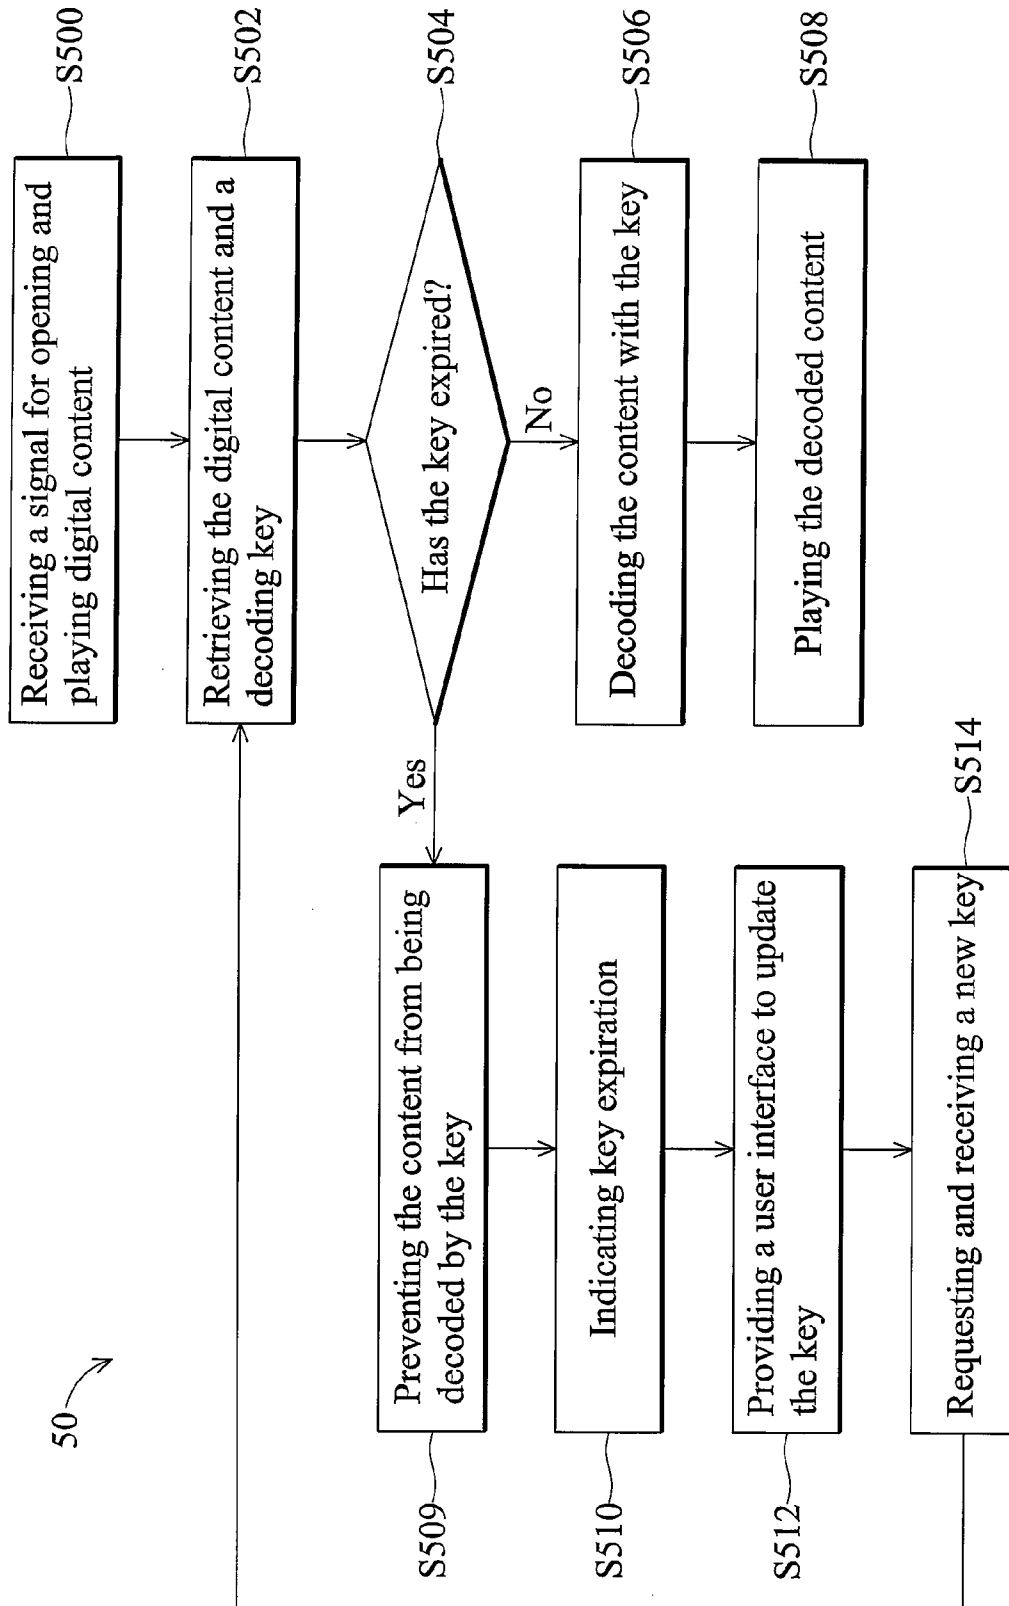 50
Receiving a signal for opening and
playing digital content
S500
Retrieving the digital content and a
decoding key
S502
Has the key expired?
S504
Yes
No
Decoding the content with the key
S506
Playing the decoded content
S508
Preventing the content from being
decoded by the key
S509
Indicating key expiration
S510
Providing a user interface to update
the key
S512
Requesting and receiving a new key
S514